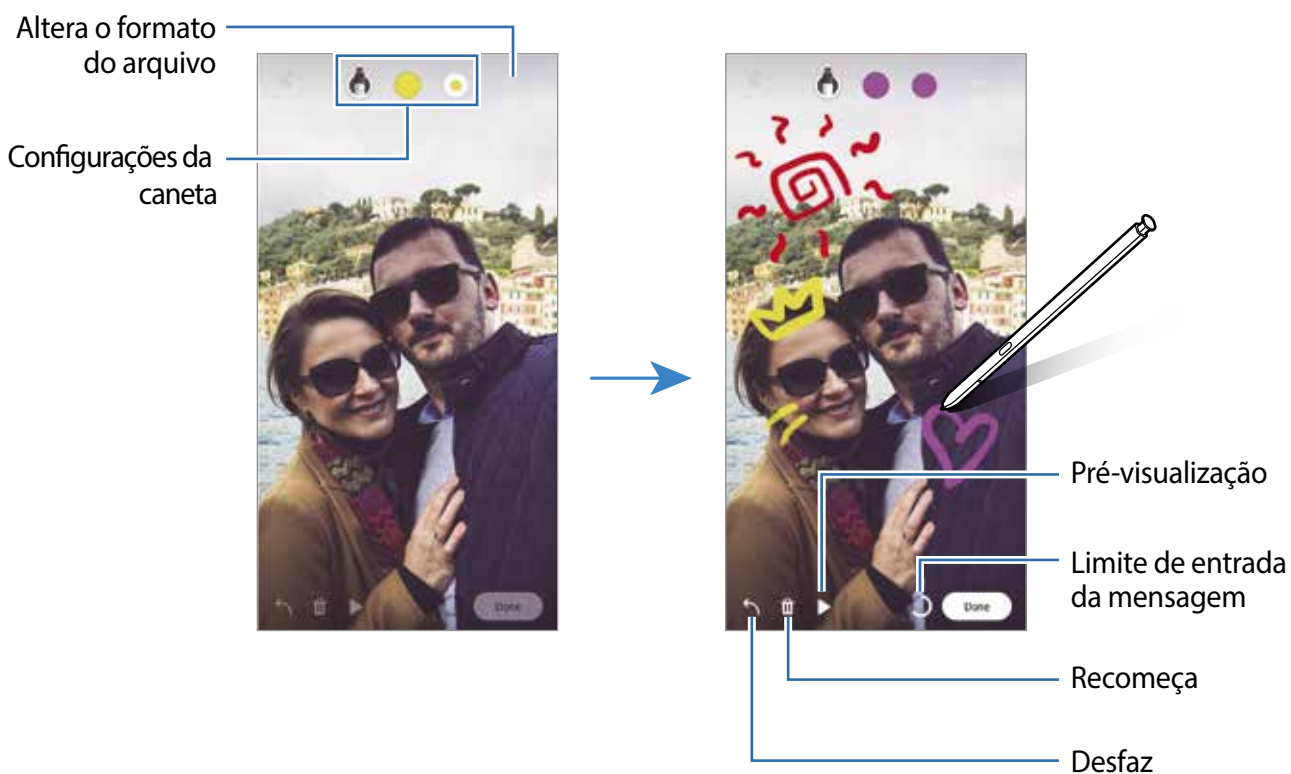 Altera o formato
do arquivo
Configurações da
caneta
Done
Pré-visualização
Limite de entrada
da mensagem
Done
Recomeça
Desfaz